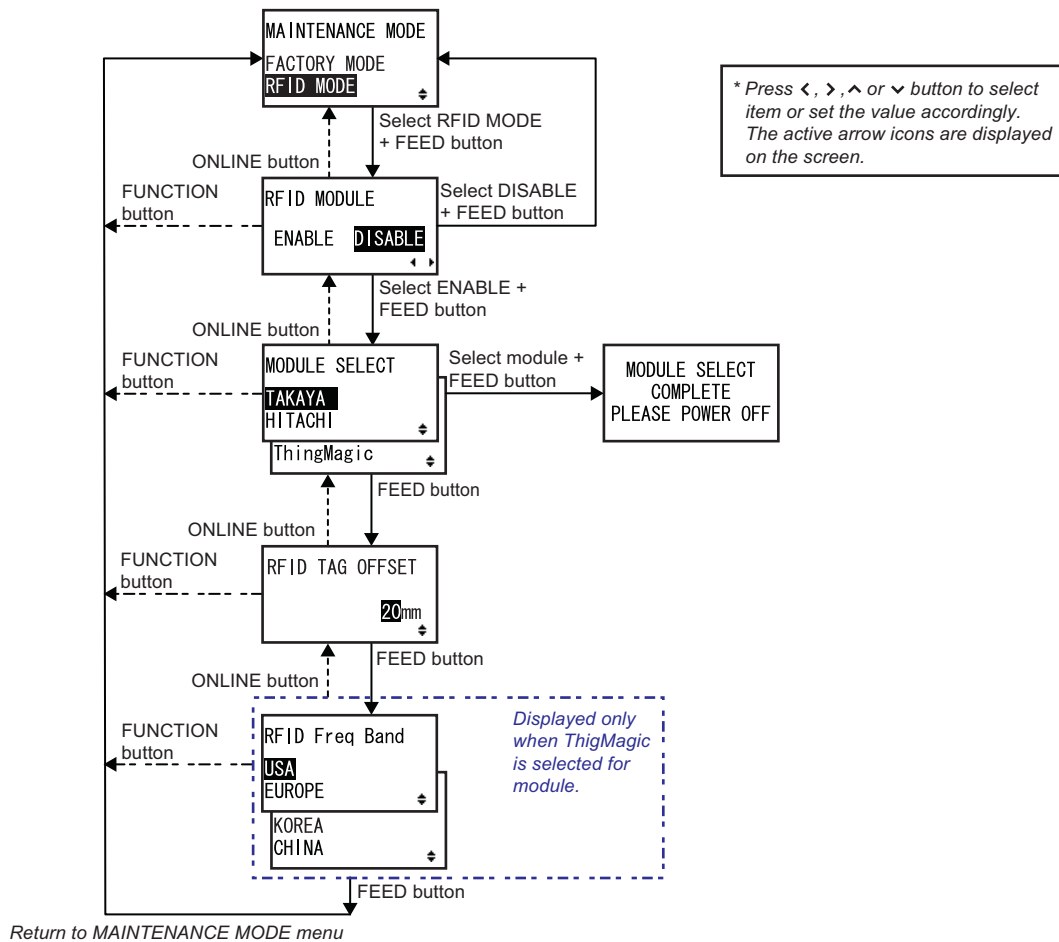 MAINTENANCE MODE
FACTORY MODE
RFID MODE
* Press < , > , ^ or v button to select
item or set the value accordingly.
The active arrow icons are displayed
on the screen.
Select RFID MODE
+ FEED button
ONLINE button
FUNCTION
button
RFID MODULE
ENABLE DISABLE
Select DISABLE
+ FEED button
Select ENABLE +
FEED button
ONLINE button
FUNCTION
button
MODULE SELECT
TAKAYA
HITACHI
ThingMagic
Select module +
FEED button
MODULE SELECT
COMPLETE
PLEASE POWER OFF
FEED button
ONLINE button
FUNCTION
button
RFID TAG OFFSET
20mm
FEED button
ONLINE button
FUNCTION
button
RFID Freq Band
USA
EUROPE
KOREA
CHINA
Displayed only
when ThigMagic
is selected for
module.
FEED button
Return to MAINTENANCE MODE menu